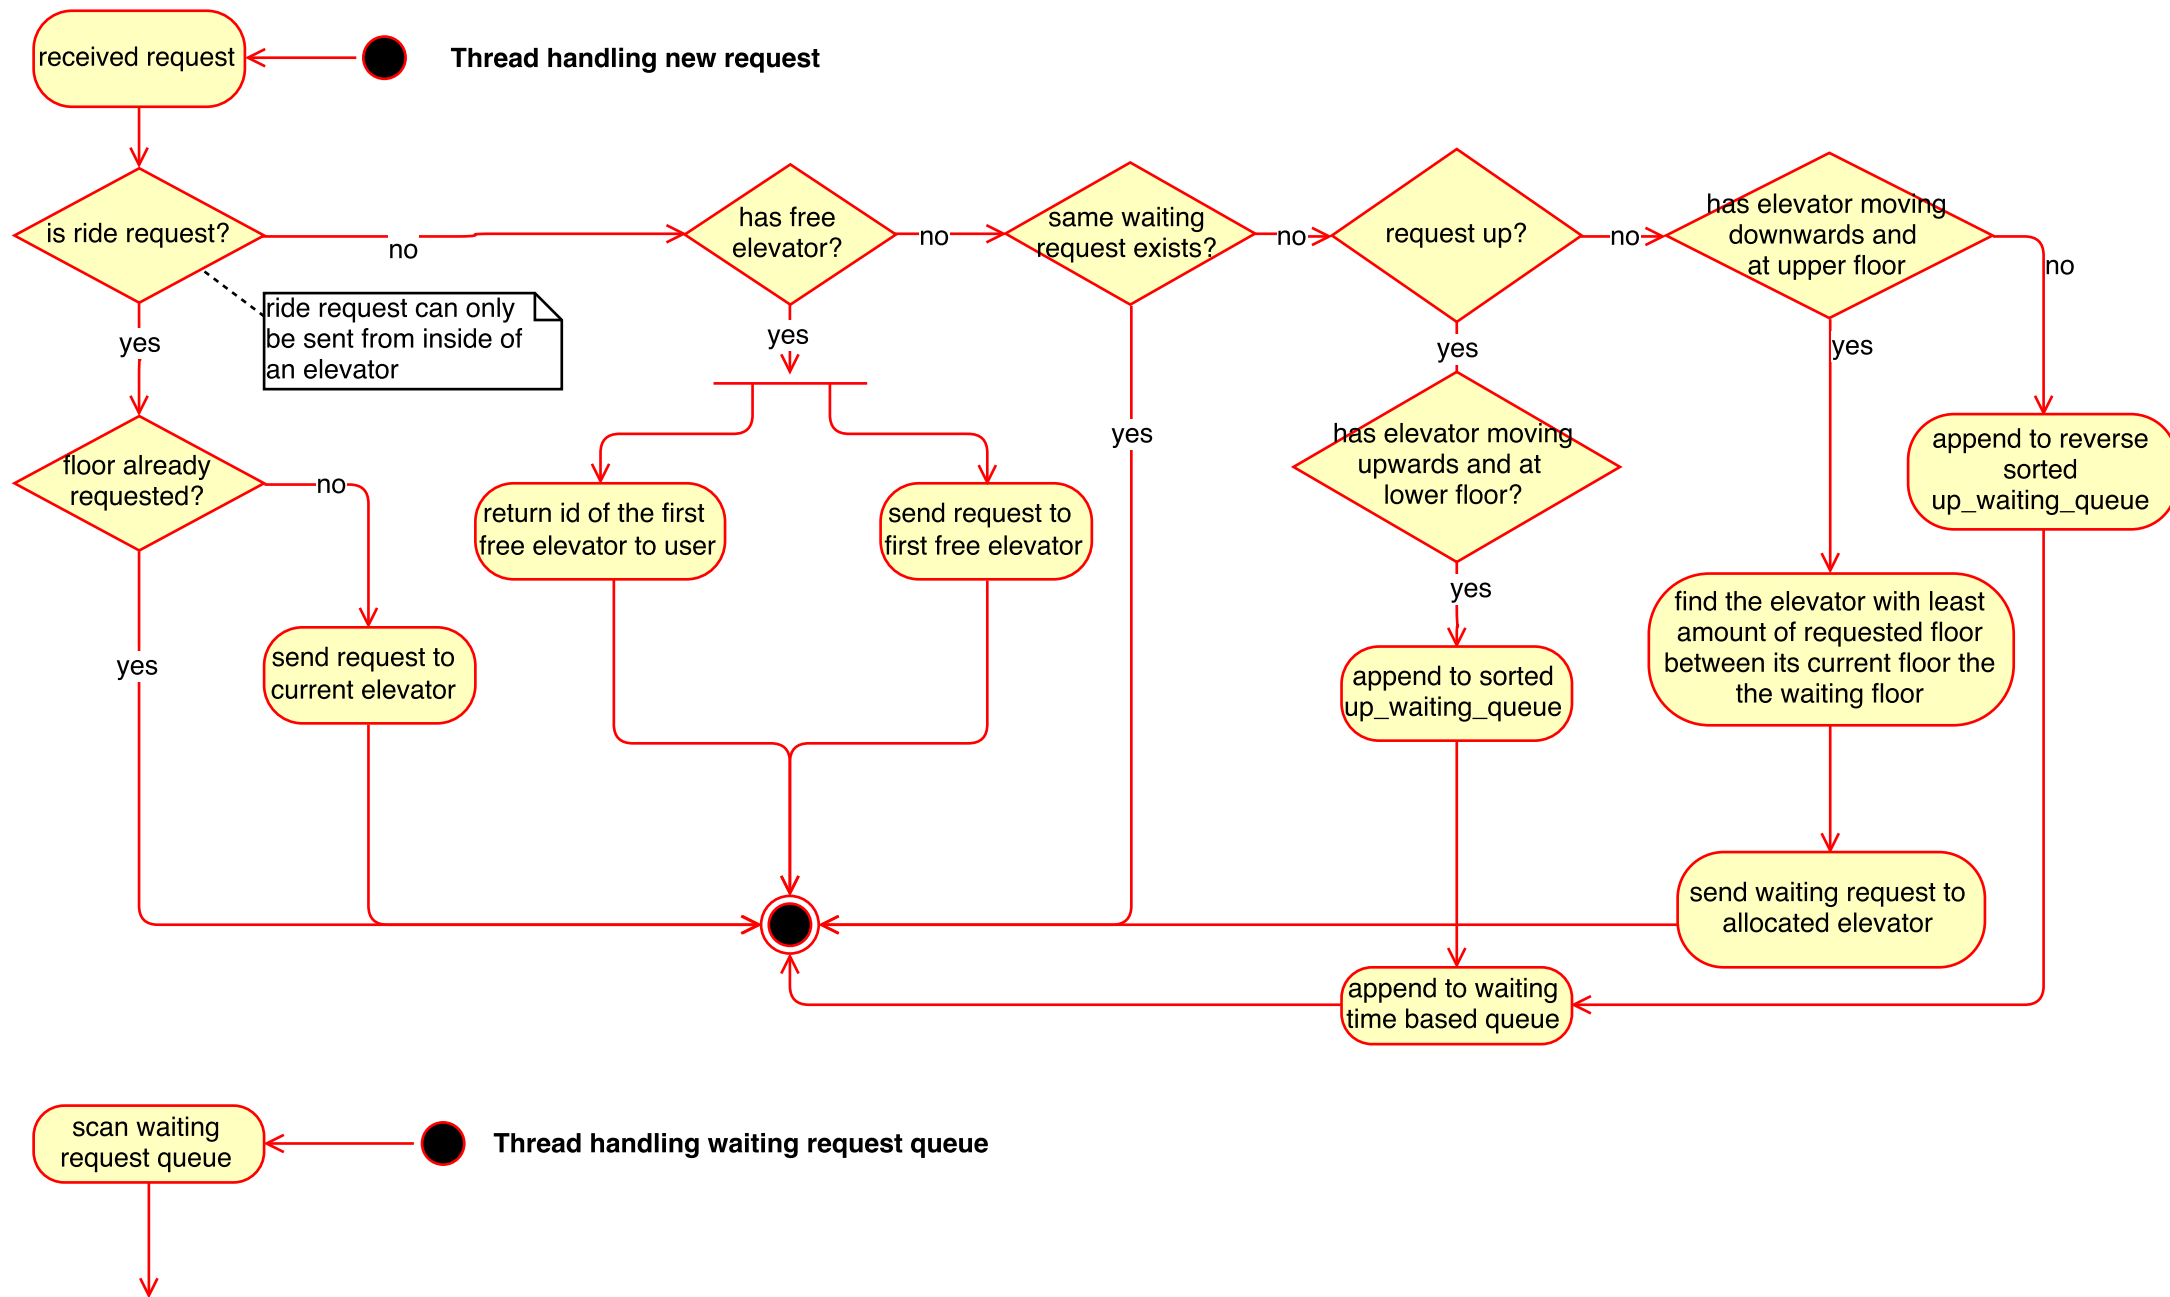 received request
Thread handling new request
is ride request?
no
has free
elevator?
no
same waiting
request exists?
no
request up?
no
has elevator moving
downwards and
at upper floor
no
ride request can only
be sent from inside of
an elevator
yes
yes
yes
yes
yes
floor already
requested?
no
return id of the first
free elevator to user
send request to
first free elevator
has elevator moving
upwards and at
lower floor?
append to reverse
sorted
up_waiting_queue
yes
yes
send request to
current elevator
append to sorted
up_waiting_queue
find the elevator with least
amount of requested floor
between its current floor the
the waiting floor
send waiting request to
allocated elevator
append to waiting
time based queue
scan waiting
request queue
Thread handling waiting request queue